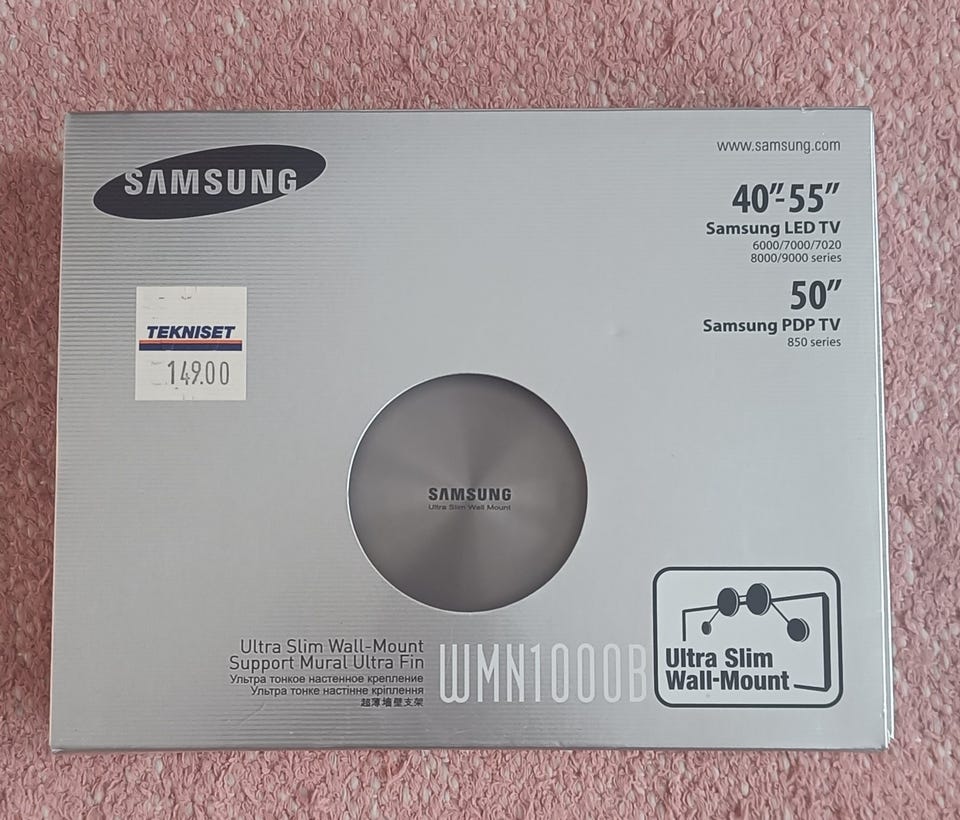 SAMSUNG
www.samsung.com
40"-55"
Samsung LED TV
6000/7000/7020
8000/9000 series
50"
Samsung PDP TV
850 series
TEKNISET
149.00
SAMSUNG
Ultra Slim Wall Mount
Ultra Slim Wall-Mount
Support Mural Ultra Fin
Ультра тонкое настенное крепление
Ультра тонке настінне кріплення
超薄墙壁支架
WMN1000B
Ultra Slim
Wall-Mount